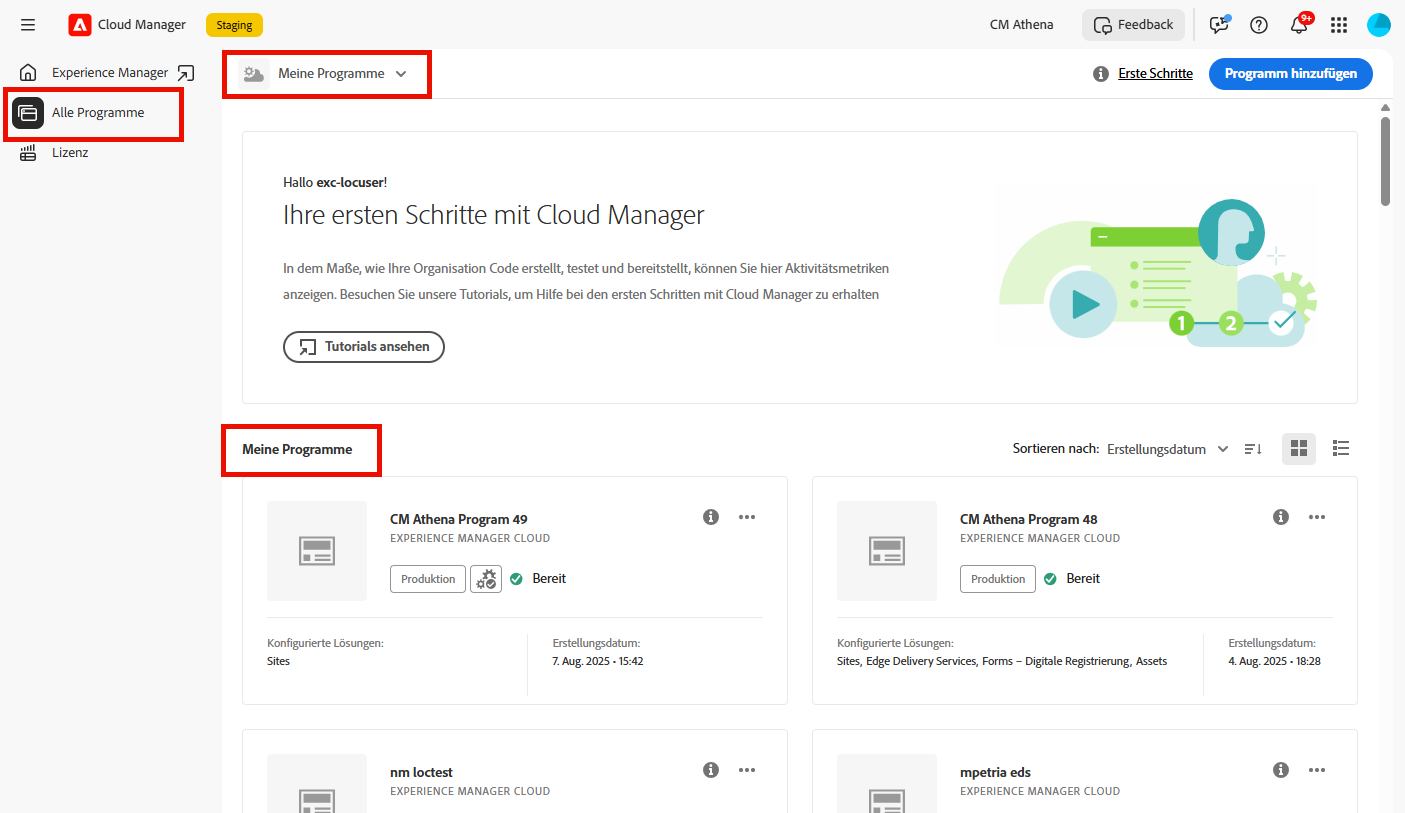 Cloud Manager
Staging
CM Athena
Feedback
9+
Experience Manager
Alle Programme
Lizenz
Meine Programme
Erste Schritte
Programm hinzufügen
Hallo exc-locuser!
Ihre ersten Schritte mit Cloud Manager
In dem Maße, wie Ihre Organisation Code erstellt, testet und bereitstellt, können Sie hier Aktivitätsmetriken
anzeigen. Besuchen Sie unsere Tutorials, um Hilfe bei den ersten Schritten mit Cloud Manager zu erhalten
Tutorials ansehen
1 2
Meine Programme
Sortieren nach: Erstellungsdatum
CM Athena Program 49
EXPERIENCE MANAGER CLOUD
Produktion
Bereit
Konfigurierte Lösungen:
Sites
Erstellungsdatum:
7. Aug. 2025 • 15:42
CM Athena Program 48
EXPERIENCE MANAGER CLOUD
Produktion
Bereit
Konfigurierte Lösungen:
Sites, Edge Delivery Services, Forms – Digitale Registrierung, Assets
Erstellungsdatum:
4. Aug. 2025 • 18:28
nm loctest
EXPERIENCE MANAGER CLOUD
mpetria eds
EXPERIENCE MANAGER CLOUD